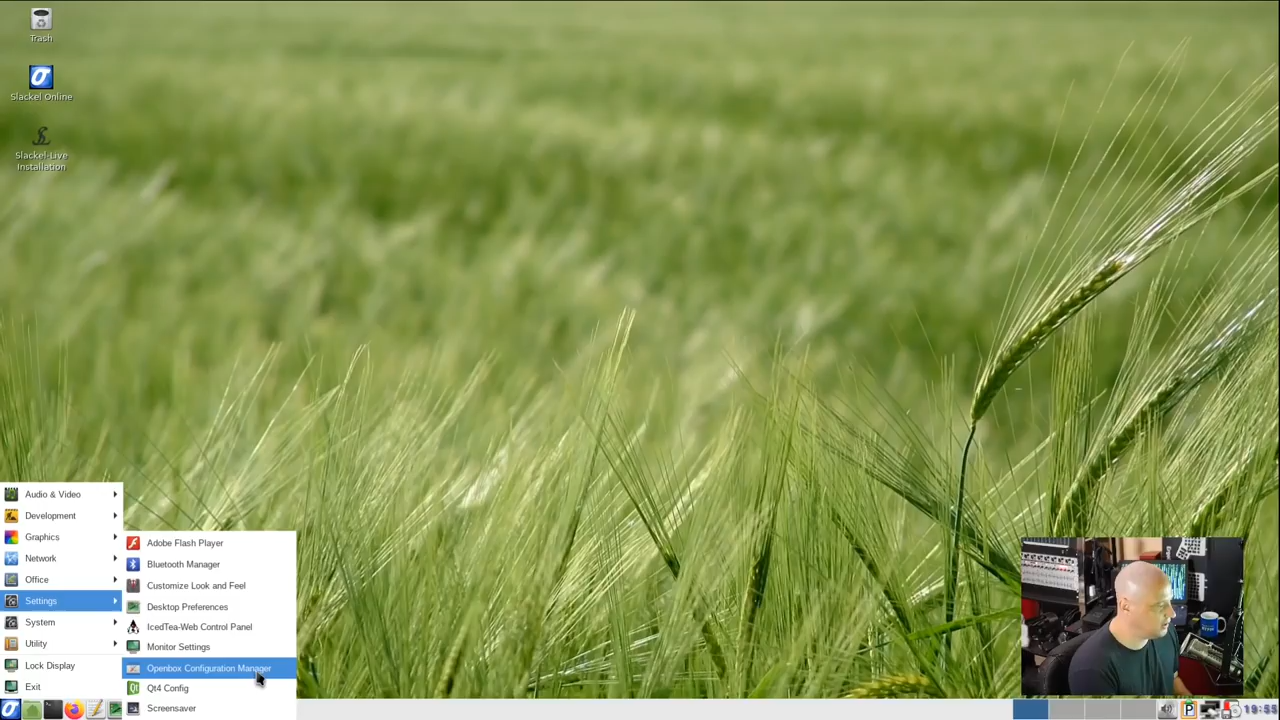 Trash
Slackel Online
Slackel-Live
Installation
Audio & Video
Development
Graphics
Network
Office
Settings
System
Utility
Lock Display
Exit
Adobe Flash Player
Bluetooth Manager
Customize Look and Feel
Desktop Preferences
IcedTea-Web Control Panel
Monitor Settings
Openbox Configuration Manager
Qt4 Config
Screensaver
P
19:55